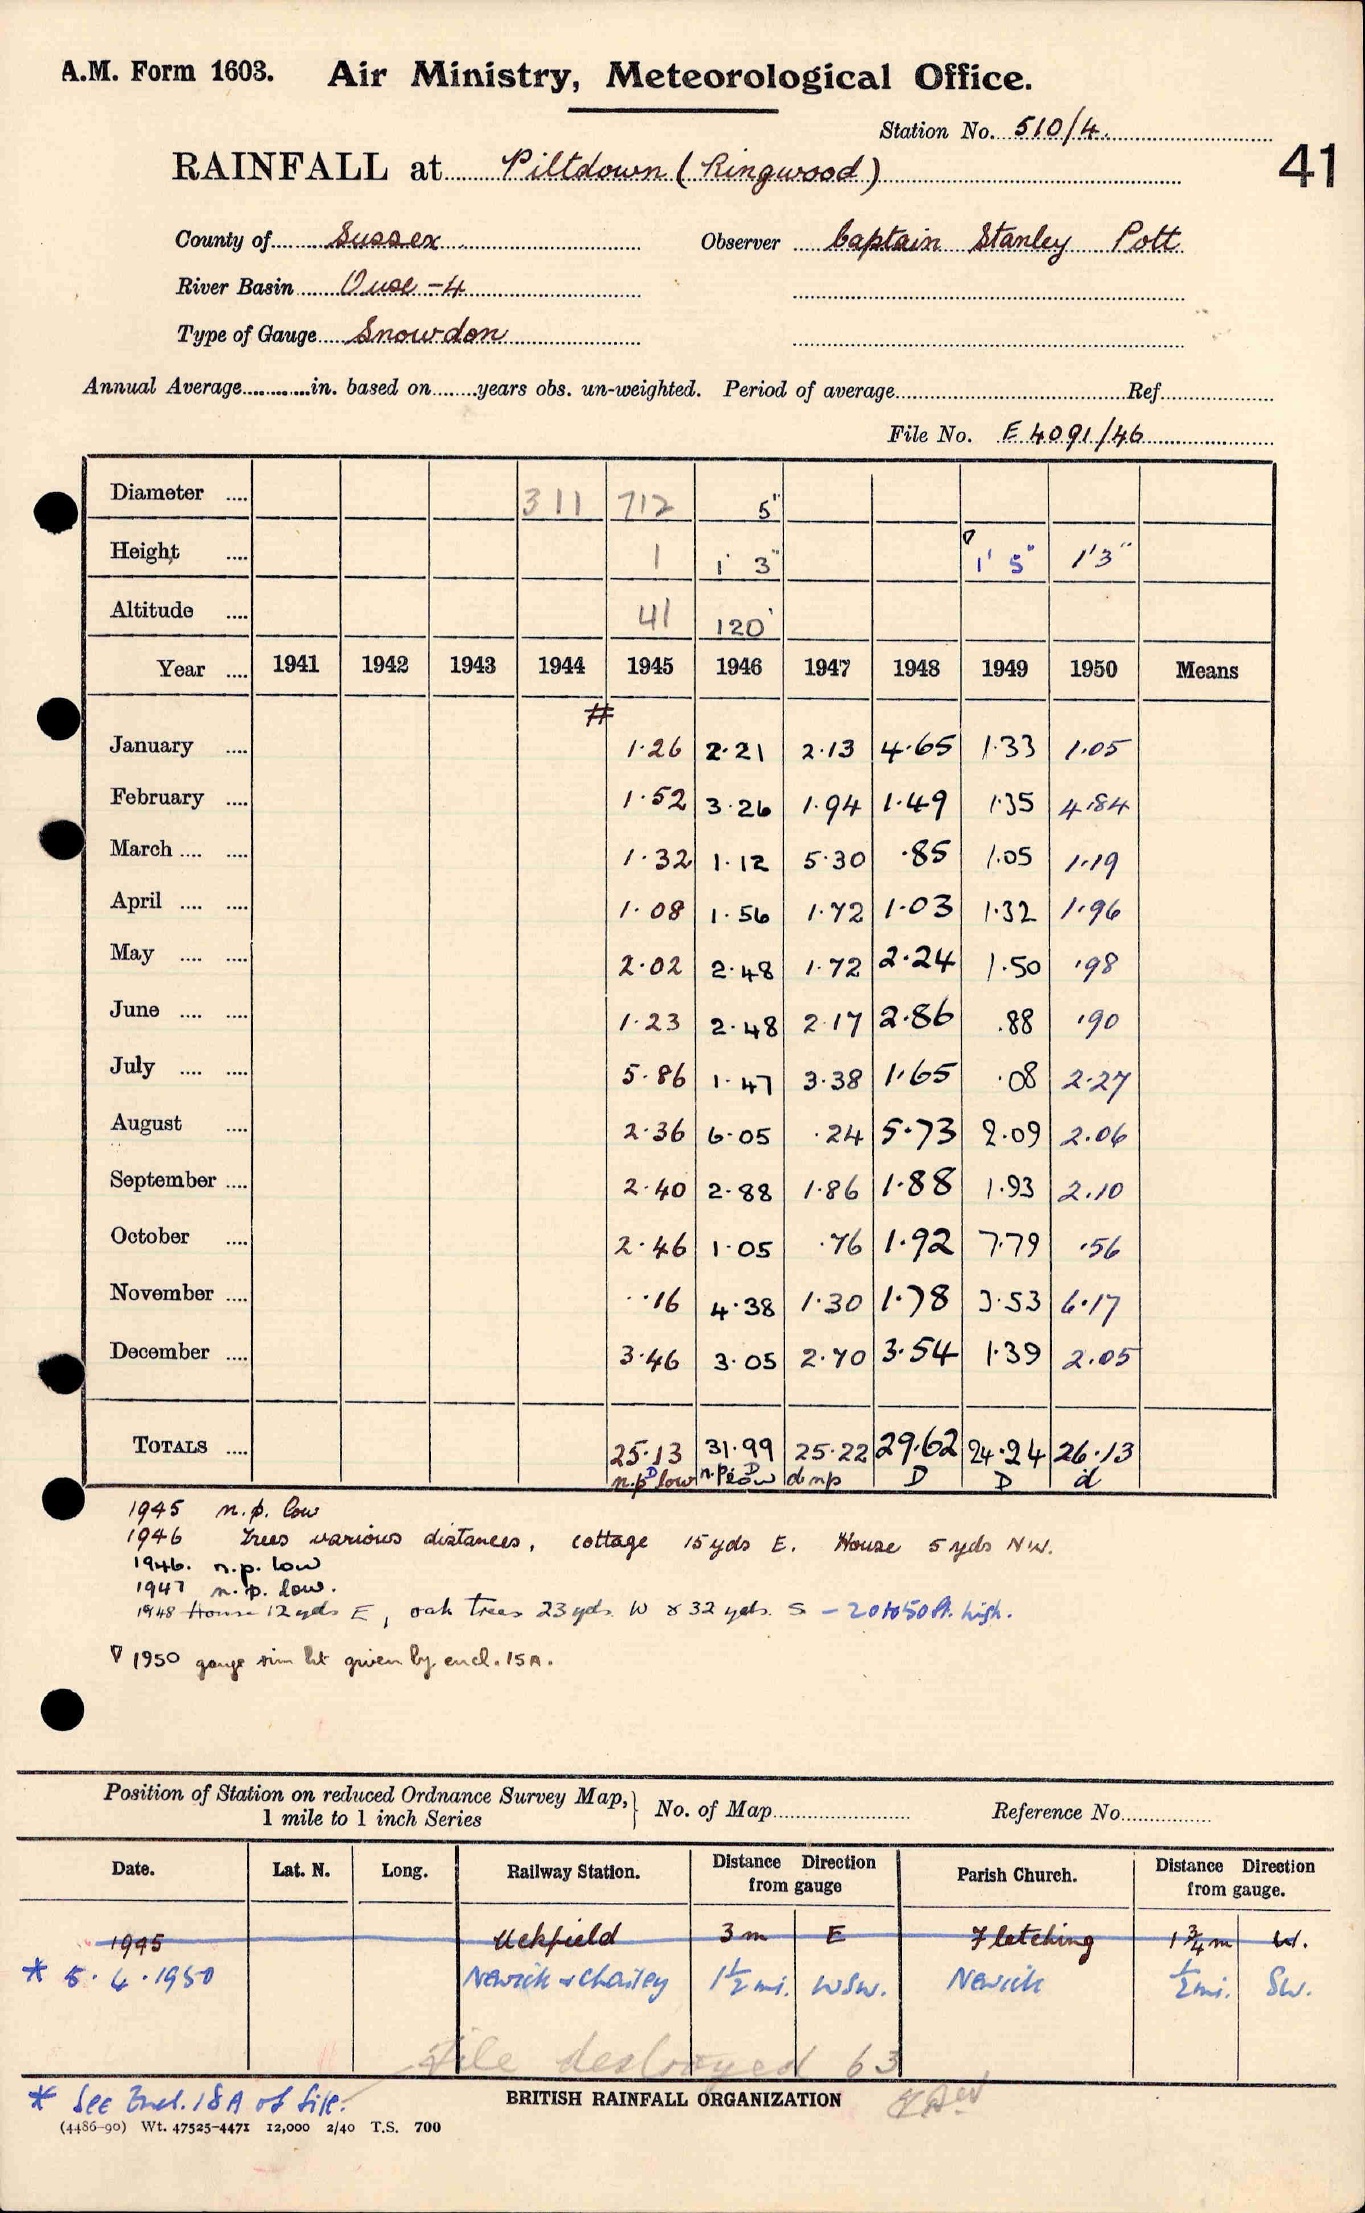 A.M. Form 1603. Air Ministry, Meteorological Office.
Station No. 510/4.
41
RAINFALL at Piltdown (Ringwood)
County of Sussex Observer Captain Stanley Pott
River Basin Ouse - 4
Type of Gauge Snowdon
Annual Average in. based on years obs. un-weighted. Period of average Ref
File No. E 4091/46
Diameter .... 311 712 5"
Height .... 1 1' 3" ∇ 1' 5" 1'3"
Altitude .... 41 120'
Year .... 1941 1942 1943 1944 1945 1946 1947 1948 1949 1950 Means
#
January .... 1.26 2.21 2.13 4.65 1.33 1.05
February .... 1.52 3.26 1.94 1.49 1.35 4.84
March .... .... 1.32 1.12 5.30 .85 1.05 1.19
April .... .... 1.08 1.56 1.72 1.03 1.32 1.96
May .... .... 2.02 2.48 1.72 2.24 1.50 .98
June .... .... 1.23 2.48 2.17 2.86 .88 .90
July .... .... 5.86 1.47 3.38 1.65 .08 2.27
August .... 2.36 6.05 .24 5.73 2.09 2.06
September .... 2.40 2.88 1.86 1.88 1.93 2.10
October .... 2.46 1.05 .76 1.92 7.79 .56
November .... .16 4.38 1.30 1.78 3.53 6.17
December .... 3.46 3.05 2.70 3.54 1.39 2.05
TOTALS .... 25.13 31.99 25.22 29.62 24.24 26.13
n.p D low n.p. D low d n p D D d
1945 n.p. low
1946 Trees various distances, cottage 15 yds E. House 5 yds NW.
1946. n.p. low
1947 n.p. low.
1948 House 12 yds E, oak trees 23 yds. W & 32 yds. S - 20 to 50 ft. high.
∇ 1950 gauge rim ht given by encl. 15A.
Position of Station on reduced Ordnance Survey Map, 1 mile to 1 inch Series } No. of Map Reference No.
Date. Lat. N. Long. Railway Station. Distance Direction from gauge Parish Church. Distance Direction from gauge.
1945 Uckfield 3 m E Fletching 1 3/4 m W.
* 5.4.1950 Newick & Chailey 1 1/2 mi. WSW. Newick 1/2 mi. SW.
File destroyed 63
* See Encl. 18A of file.
BRITISH RAINFALL ORGANIZATION
(4486-90) Wt. 47525-4471 12,000 2/40 T.S. 700